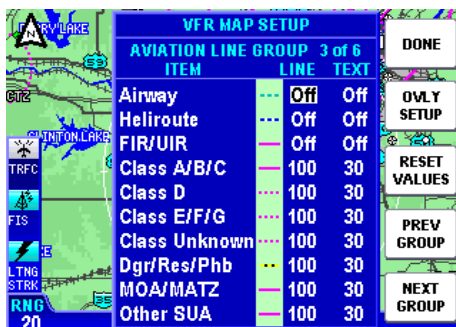 VFR MAP SETUP
AVIATION LINE GROUP 3 of 6
ITEM LINE TEXT
Airway Off Off
Heliroute Off Off
FIR/UIR Off Off
Class A/B/C 100 30
Class D 100 30
Class E/F/G 100 30
Class Unknown 100 30
Dgr/Res/Phb 100 30
MOA/MATZ 100 30
Other SUA 100 30
DONE
OVLY
SETUP
RESET
VALUES
PREV
GROUP
NEXT
GROUP
N
RY LAKE
CTZ
CLINTON LAKE
TRFC
FIS
LTNG
STRK
RNG
20